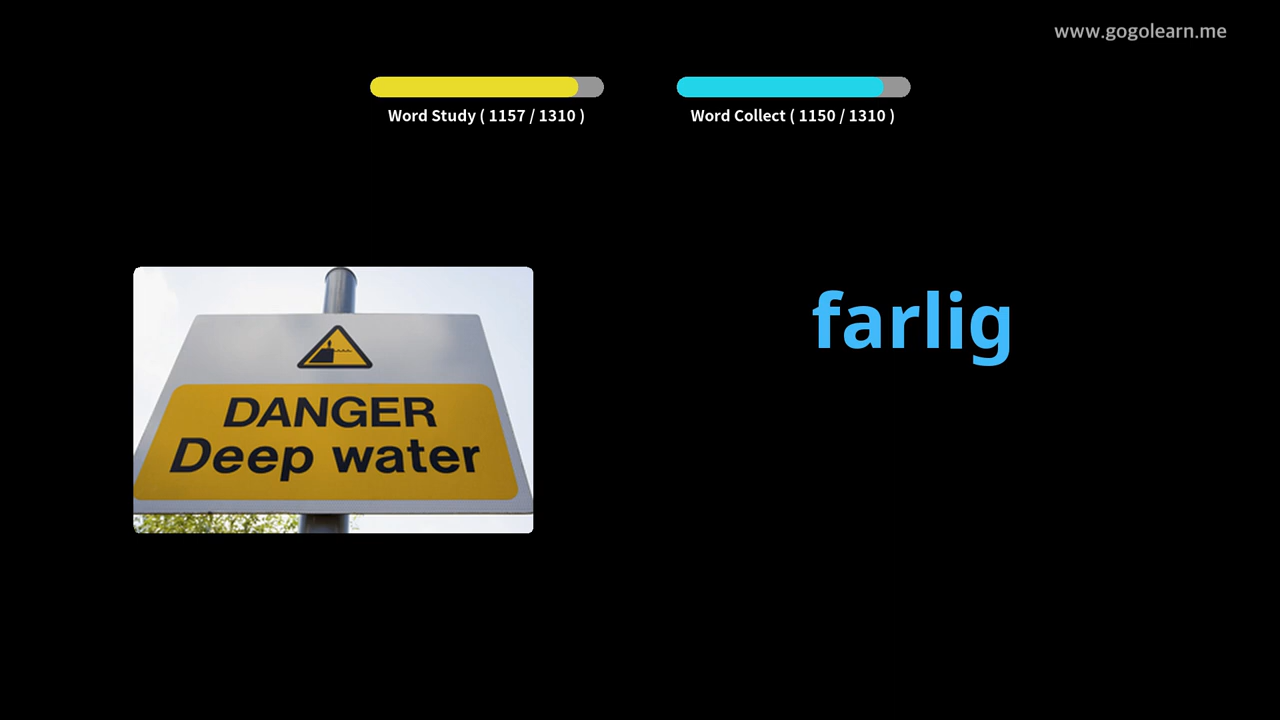 www.gogolearn.me
Word Study ( 1157 / 1310 )
Word Collect ( 1150 / 1310 )
DANGER
Deep water
farlig